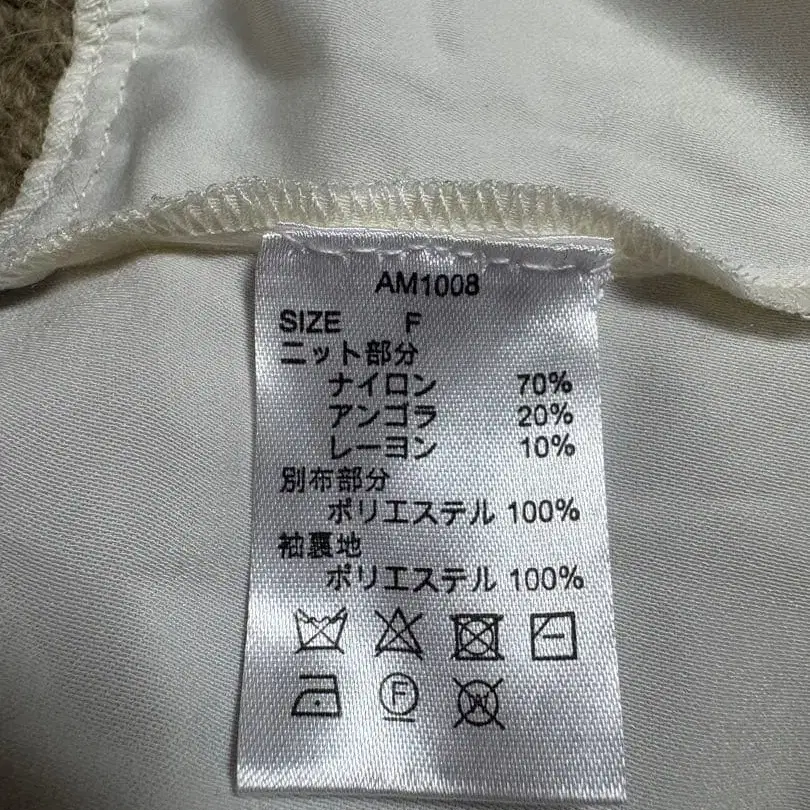 AM1008
SIZE F
ニット部分
ナイロン 70%
アンゴラ 20%
レーヨン 10%
別布部分
ポリエステル 100%
袖裏地
ポリエステル 100%
F
W